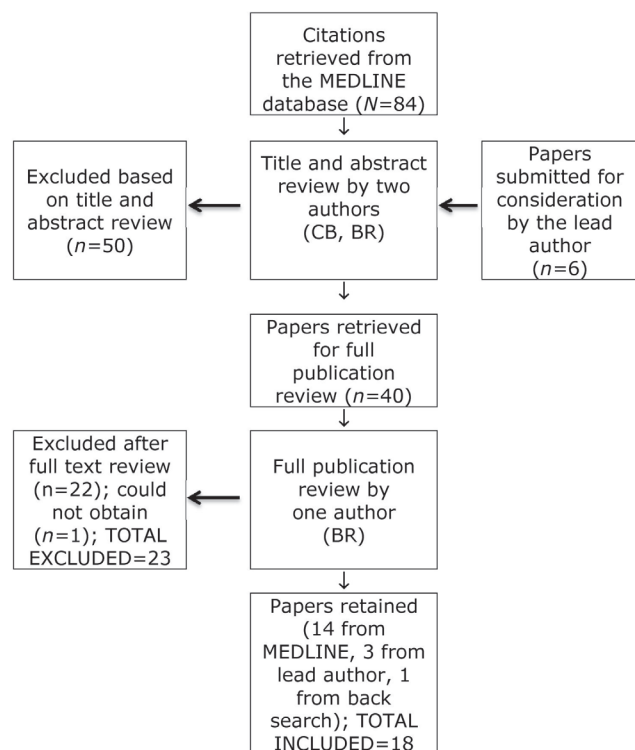 Citations
retrieved from
the MEDLINE
database (N=84)
↓
Excluded based
on title and
abstract review
(n=50)
Title and abstract
review by two
authors
(CB, BR)
Papers
submitted for
consideration
by the lead
author
(n=6)
↓
Papers retrieved
for full
publication
review (n=40)
↓
Excluded after
full text review
(n=22); could
not obtain
(n=1); TOTAL
EXCLUDED=23
Full publication
review by
one author
(BR)
↓
Papers retained
(14 from
MEDLINE, 3 from
lead author, 1
from back
search); TOTAL
INCLUDED=18